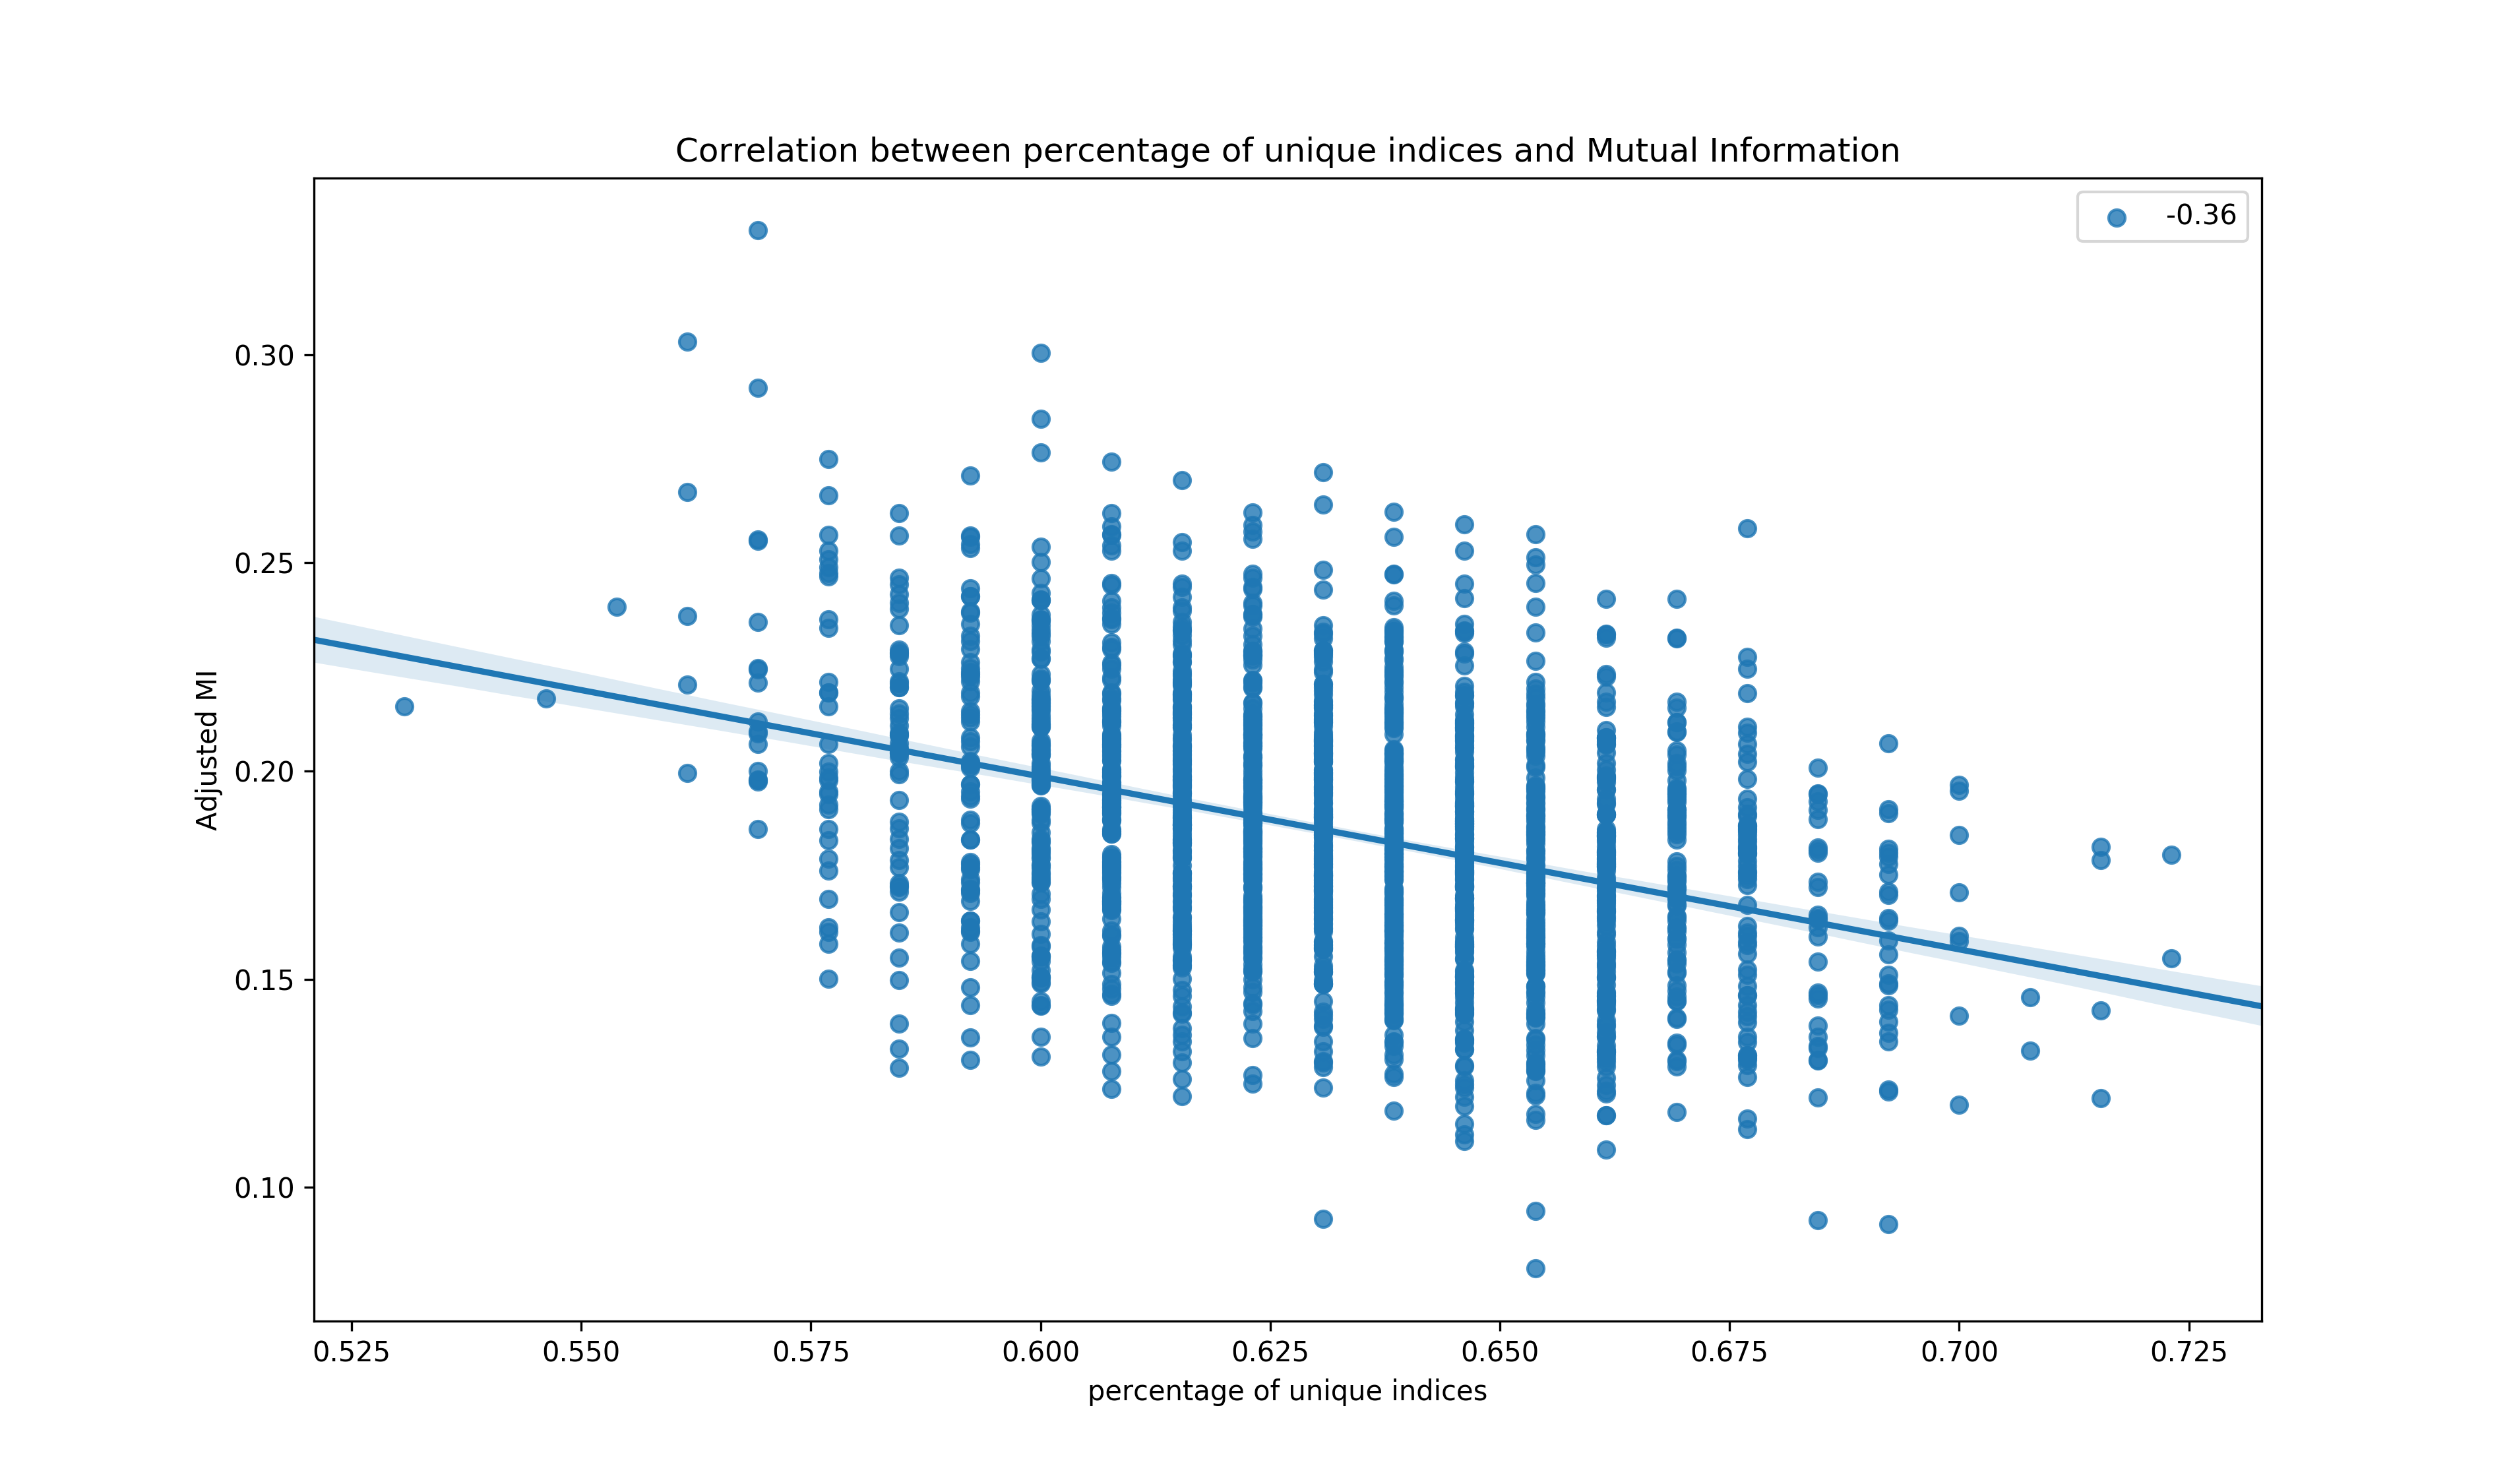 Correlation between percentage of unique indices and Mutual Information
-0.36
Adjusted MI
0.30
0.25
0.20
0.15
0.10
0.525 0.550 0.575 0.600 0.625 0.650 0.675 0.700 0.725
percentage of unique indices